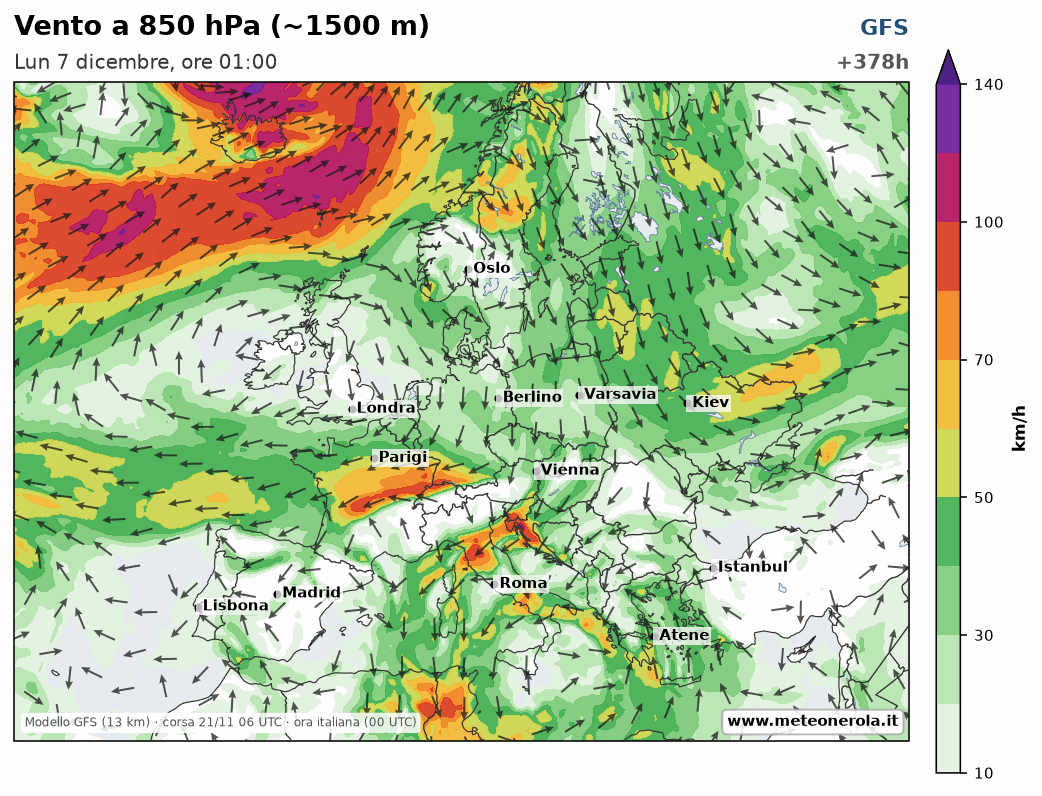 Vento a 850 hPa (~1500 m)
GFS
Lun 7 dicembre, ore 01:00
+378h
140
100
70
50
30
10
km/h
Oslo
Londra
Berlino
Varsavia
Kiev
Parigi
Vienna
Istanbul
Roma
Madrid
Lisbona
Atene
Modello GFS (13 km) · corsa 21/11 06 UTC · ora italiana (00 UTC)
www.meteonerola.it